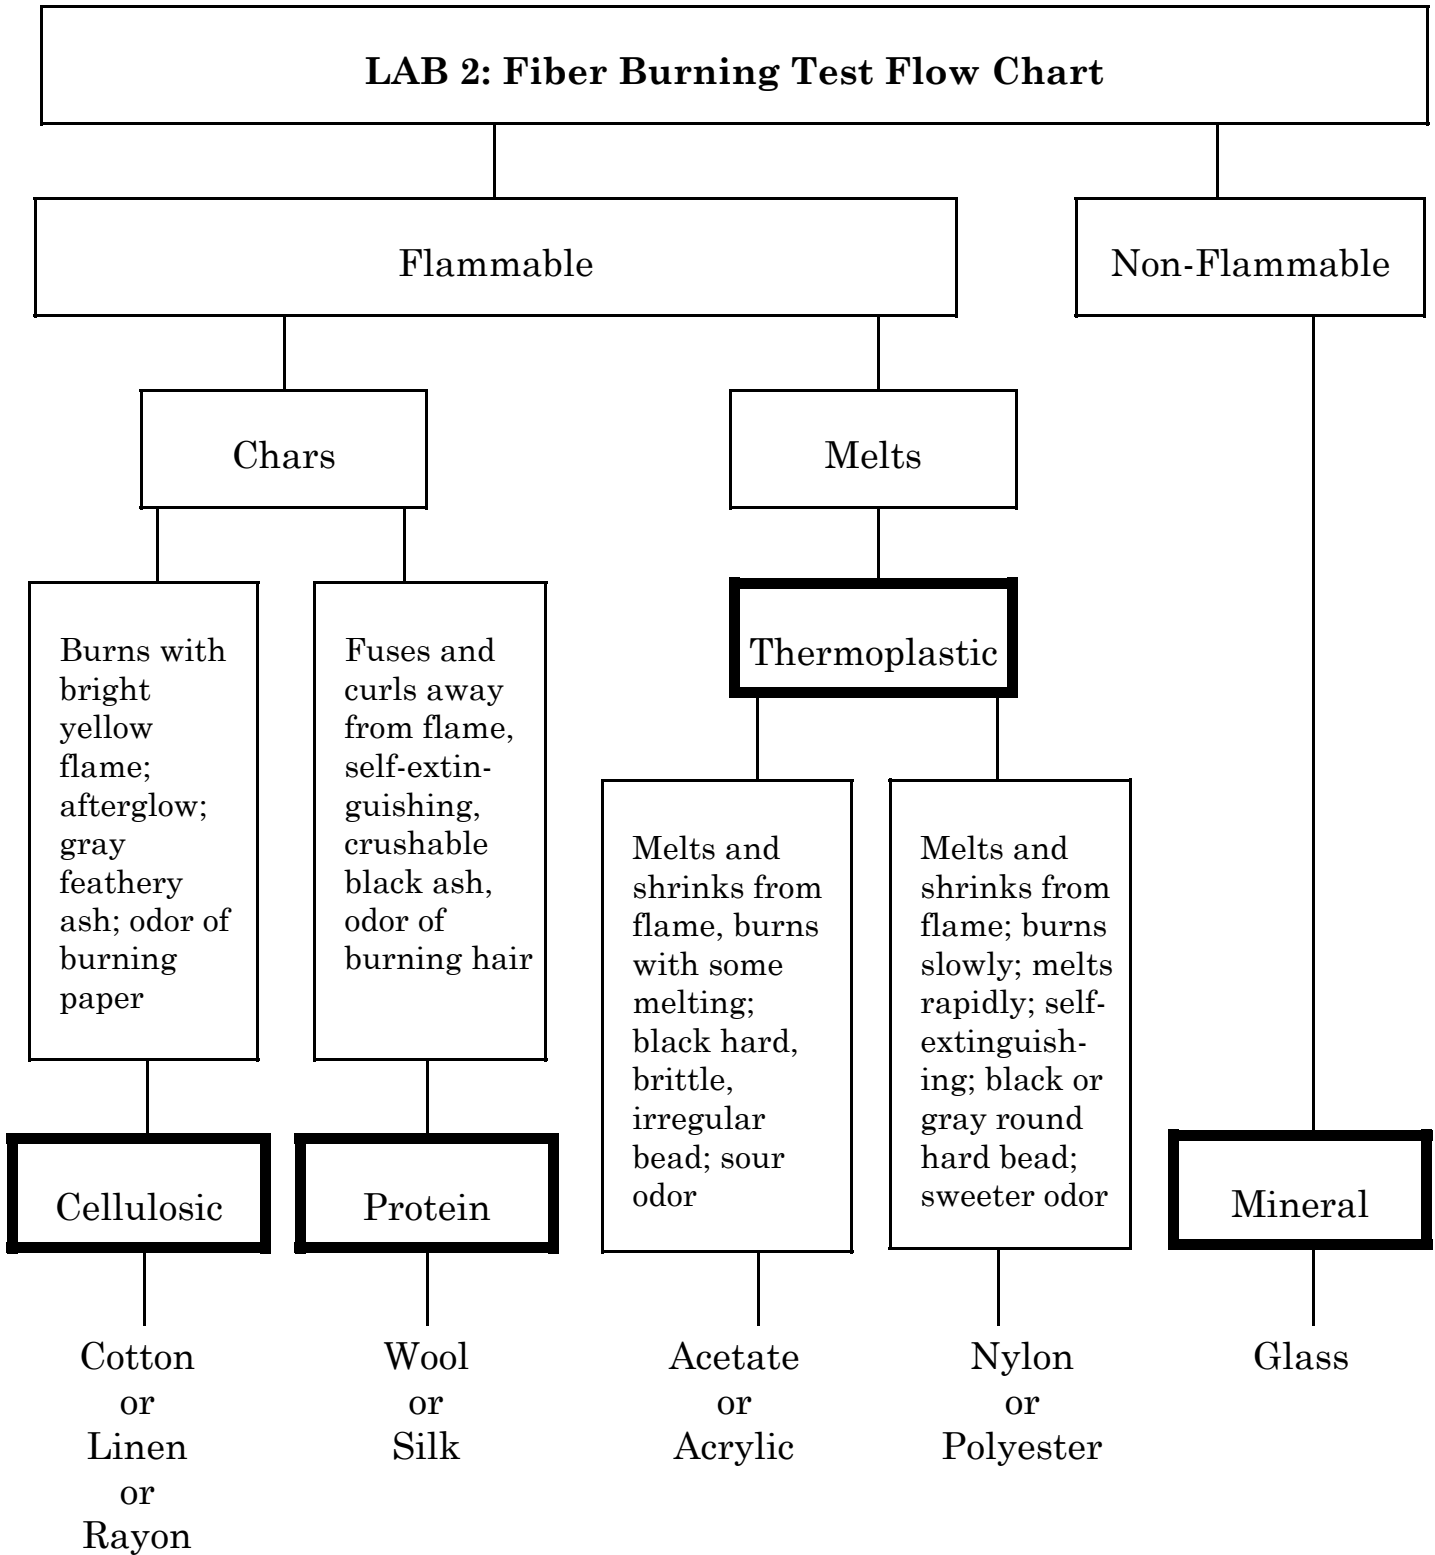 LAB 2: Fiber Burning Test Flow Chart
Flammable
Non-Flammable
Chars
Melts
Burns with
bright
yellow
flame;
afterglow;
gray
feathery
ash; odor of
burning
paper
Fuses and
curls away
from flame,
self-extin-
guishing,
crushable
black ash,
odor of
burning hair
Thermoplastic
Melts and
shrinks from
flame, burns
with some
melting;
black hard,
brittle,
irregular
bead; sour
odor
Melts and
shrinks from
flame; burns
slowly; melts
rapidly; self-
extinguish-
ing; black or
gray round
hard bead;
sweeter odor
Cellulosic
Protein
Mineral
Cotton
or
Linen
or
Rayon
Wool
or
Silk
Acetate
or
Acrylic
Nylon
or
Polyester
Glass